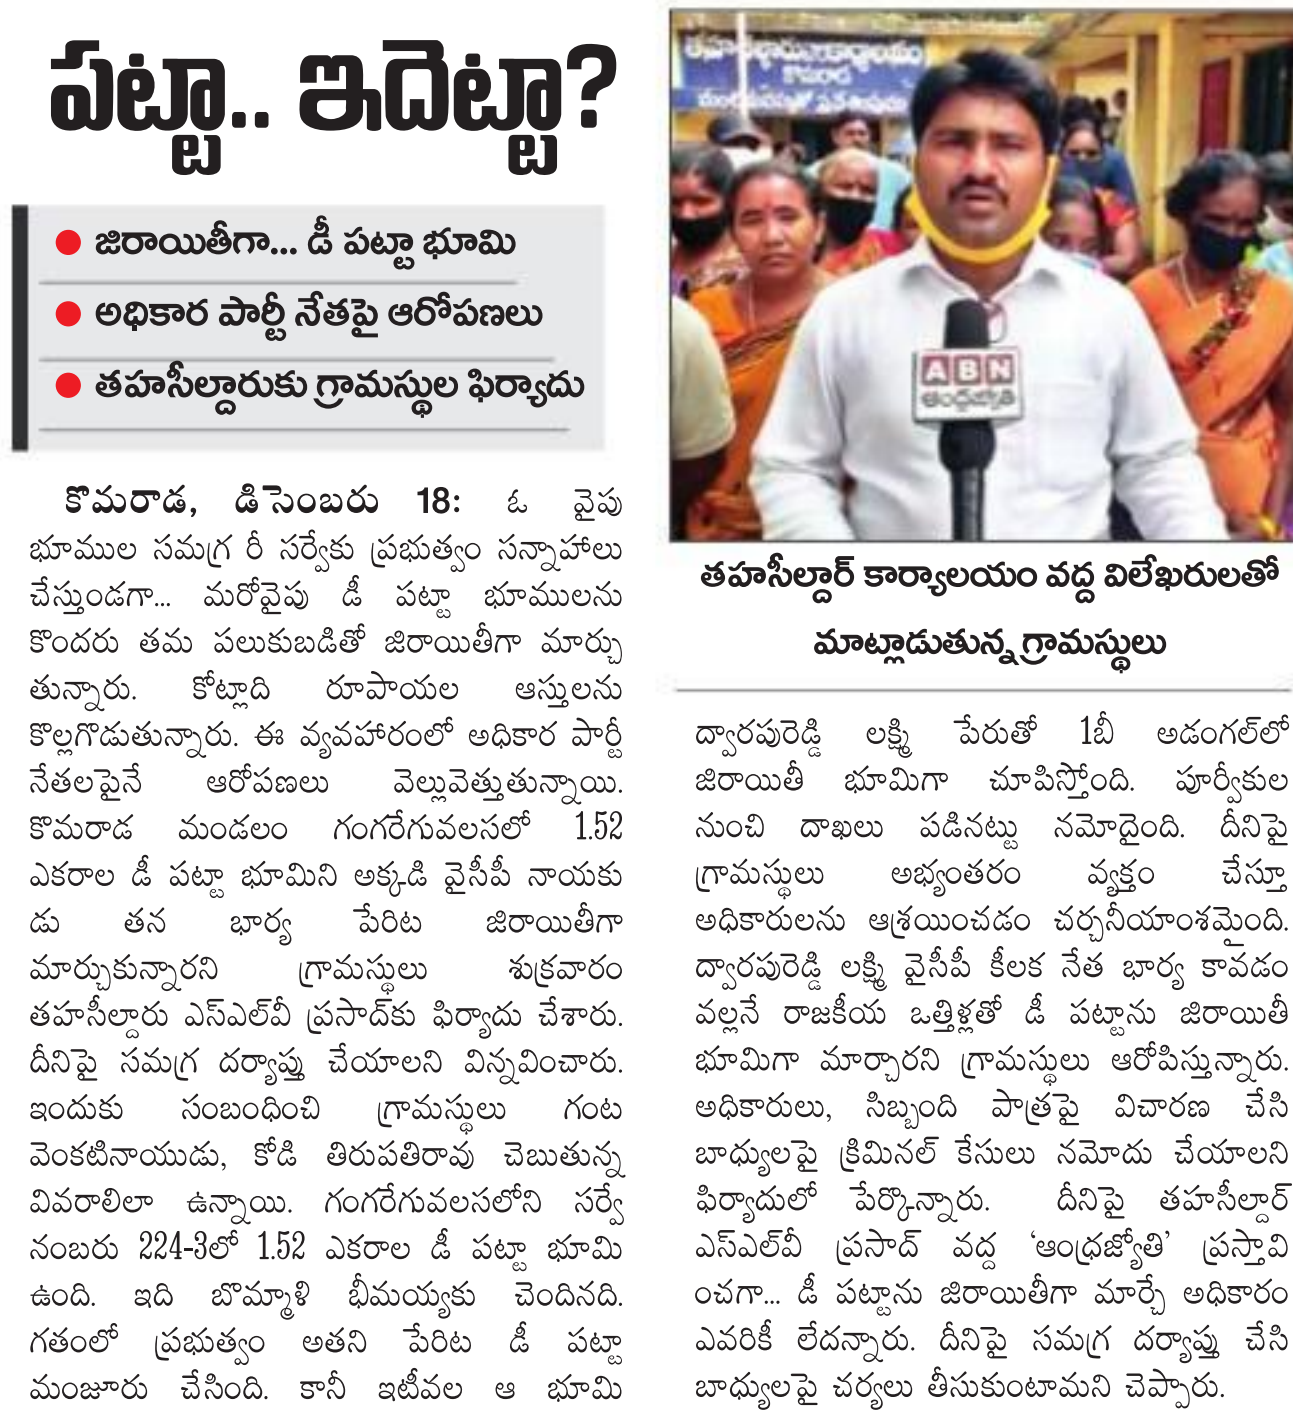 పట్టా.. ఇదెట్టా?
జిరాయితీగా... డీ పట్టా భూమి
అధికార పార్టీ నేతపై ఆరోపణలు
తహసీల్దారుకు గ్రామస్థుల ఫిర్యాదు
కొమరాడ, డిసెంబరు 18: ఓ వైపు
భూముల సమగ్ర రీ సర్వేకు ప్రభుత్వం సన్నాహాలు
చేస్తుండగా... మరోవైపు డీ పట్టా భూములను
కొందరు తమ పలుకుబడితో జిరాయితీగా మార్చు
తున్నారు. కోట్లాది రూపాయల ఆస్తులను
కొల్లగొడుతున్నారు. ఈ వ్యవహారంలో అధికార పార్టీ
నేతలపైనే ఆరోపణలు వెల్లువెత్తుతున్నాయి.
కొమరాడ మండలం గంగరేగువలసలో 1.52
ఎకరాల డీ పట్టా భూమిని అక్కడి వైసీపీ నాయకు
డు తన భార్య పేరిట జిరాయితీగా
మార్చుకున్నారని గ్రామస్థులు శుక్రవారం
తహసీల్దారు ఎస్ఎల్‌వీ ప్రసాద్‌కు ఫిర్యాదు చేశారు.
దీనిపై సమగ్ర దర్యాప్తు చేయాలని విన్నవించారు.
ఇందుకు సంబంధించి గ్రామస్థులు గంట
వెంకటినాయుడు, కోడి తిరుపతిరావు చెబుతున్న
వివరాలిలా ఉన్నాయి. గంగరేగువలసలోని సర్వే
నంబరు 224-3లో 1.52 ఎకరాల డీ పట్టా భూమి
ఉంది. ఇది బొమ్మాళి భీమయ్యకు చెందినది.
గతంలో ప్రభుత్వం అతని పేరిట డీ పట్టా
మంజూరు చేసింది. కానీ ఇటీవల ఆ భూమి
తహసీల్దారు కార్యాలయం
కొమరాడ
ABN
ఆంధ్రజ్యోతి
తహసీల్దార్ కార్యాలయం వద్ద విలేఖరులతో
మాట్లాడుతున్న గ్రామస్థులు
ద్వారపురెడ్డి లక్ష్మి పేరుతో 1బీ అడంగల్‌లో
జిరాయితీ భూమిగా చూపిస్తోంది. పూర్వీకుల
నుంచి దాఖలు పడినట్టు నమోదైంది. దీనిపై
గ్రామస్థులు అభ్యంతరం వ్యక్తం చేస్తూ
అధికారులను ఆశ్రయించడం చర్చనీయాంశమైంది.
ద్వారపురెడ్డి లక్ష్మి వైసీపీ కీలక నేత భార్య కావడం
వల్లనే రాజకీయ ఒత్తిళ్లతో డీ పట్టాను జిరాయితీ
భూమిగా మార్చారని గ్రామస్థులు ఆరోపిస్తున్నారు.
అధికారులు, సిబ్బంది పాత్రపై విచారణ చేసి
బాధ్యులపై క్రిమినల్ కేసులు నమోదు చేయాలని
ఫిర్యాదులో పేర్కొన్నారు. దీనిపై తహసీల్దార్
ఎస్ఎల్‌వీ ప్రసాద్ వద్ద ‘ఆంధ్రజ్యోతి’ ప్రస్తావి
ంచగా... డీ పట్టాను జిరాయితీగా మార్చే అధికారం
ఎవరికీ లేదన్నారు. దీనిపై సమగ్ర దర్యాప్తు చేసి
బాధ్యులపై చర్యలు తీసుకుంటామని చెప్పారు.